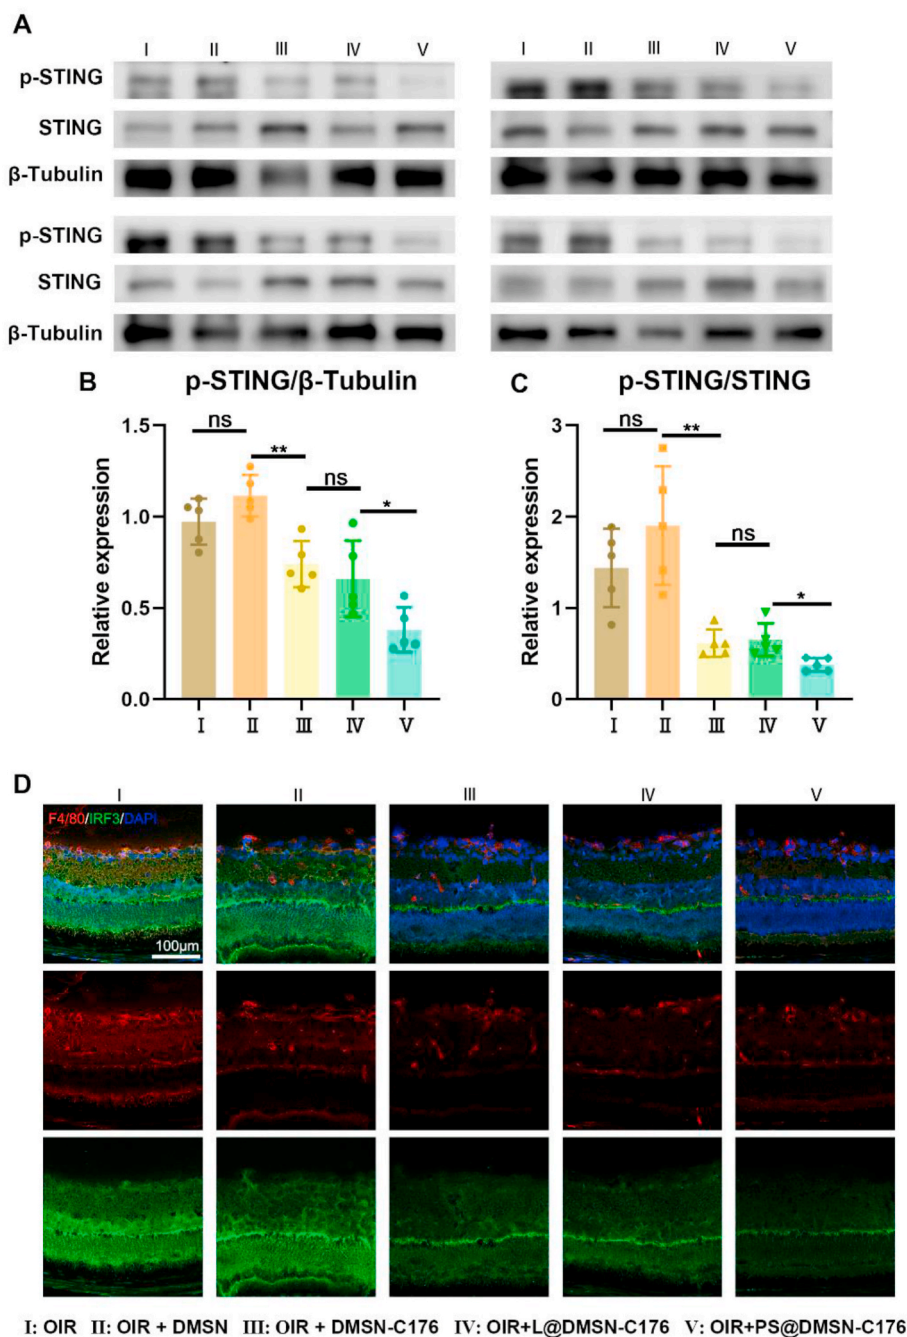 A
I II III IV V I II III IV V
p-STING
STING
β-Tubulin
p-STING
STING
β-Tubulin
B p-STING/β-Tubulin
Relative expression
1.5
1.0
0.5
0.0
ns
**
ns
*
I II III IV V
C p-STING/STING
Relative expression
3
2
1
0
ns
**
ns
*
I II III IV V
D
I II III IV V
F4/80/IRF3/DAPI
100μm
I: OIR II: OIR + DMSN III: OIR + DMSN-C176 IV: OIR+L@DMSN-C176 V: OIR+PS@DMSN-C176